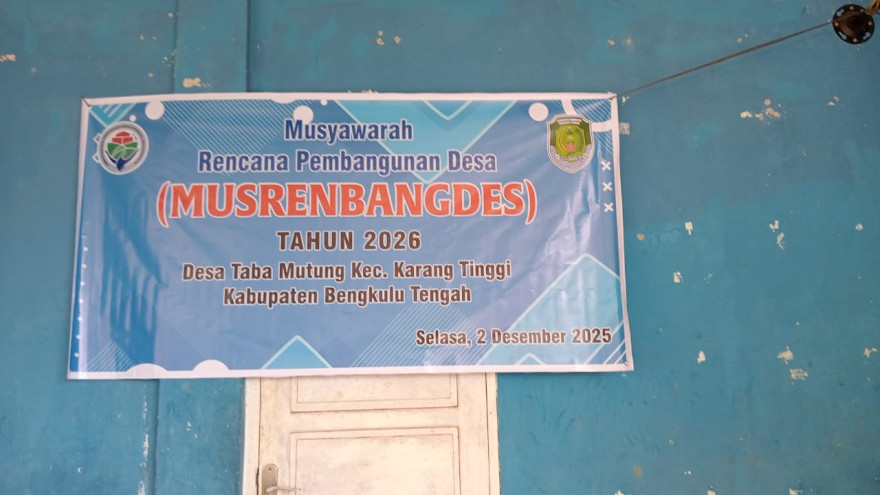 Musyawarah
Rencana Pembangunan Desa
(MUSRENBANGDES)
TAHUN 2026
Desa Taba Mutung Kec. Karang Tinggi
Kabupaten Bengkulu Tengah
Selasa, 2 Desember 2025